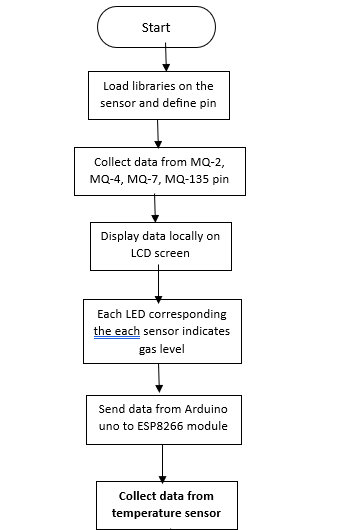 Start
Load libraries on the
sensor and define pin
Collect data from MQ-2,
MQ-4, MQ-7, MQ-135 pin
Display data locally on
LCD screen
Each LED corresponding
the each sensor indicates
gas level
Send data from Arduino
uno to ESP8266 module
Collect data from
temperature sensor